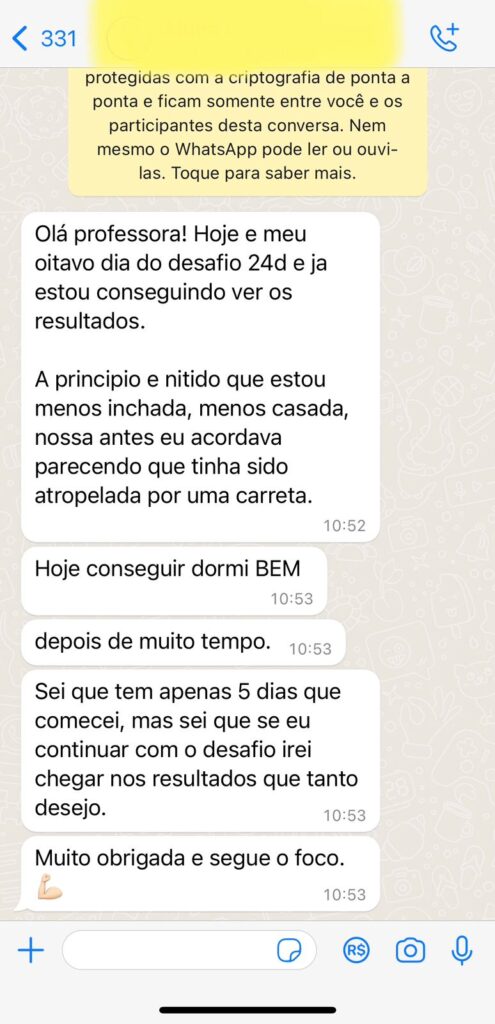 331
protegidas com a criptografia de ponta a
ponta e ficam somente entre você e os
participantes desta conversa. Nem
mesmo o WhatsApp pode ler ou ouvi-
las. Toque para saber mais.
Olá professora! Hoje e meu
oitavo dia do desafio 24d e ja
estou conseguindo ver os
resultados.
A principio e nitido que estou
menos inchada, menos casada,
nossa antes eu acordava
parecendo que tinha sido
atropelada por uma carreta.
10:52
Hoje conseguir dormi BEM
10:53
depois de muito tempo.
10:53
Sei que tem apenas 5 dias que
comecei, mas sei que se eu
continuar com o desafio irei
chegar nos resultados que tanto
desejo.
10:53
Muito obrigada e segue o foco.
💪🏻
10:53
R$